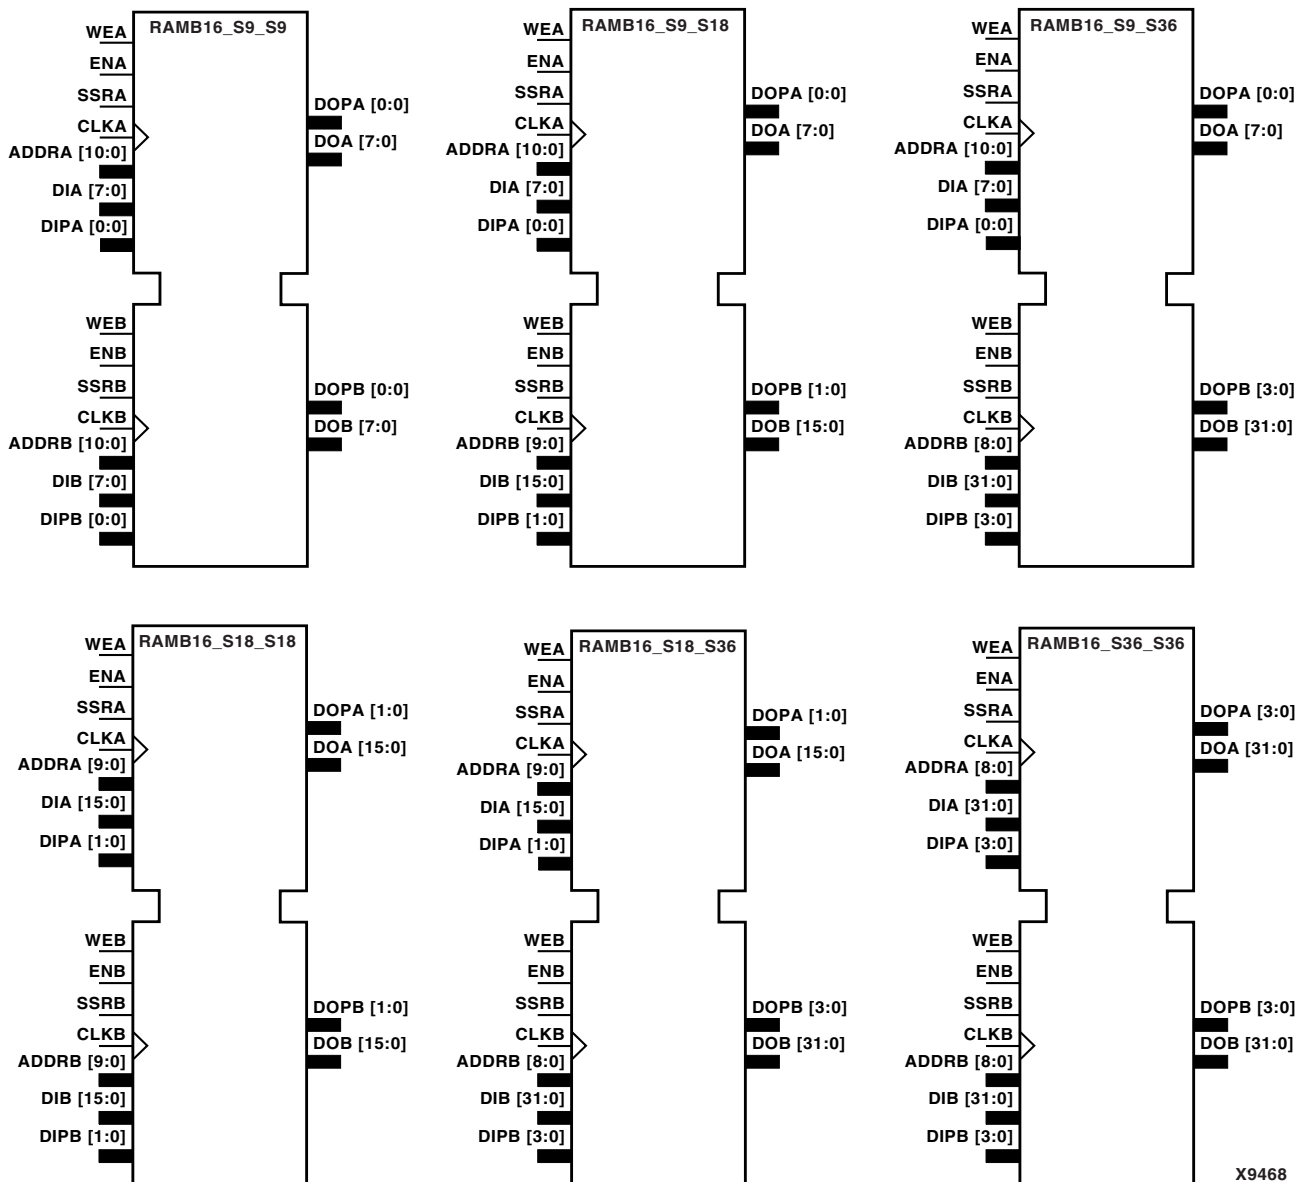 RAMB16_S9_S9
WEA
ENA
SSRA
CLKA
ADDRA [10:0]
DIA [7:0]
DIPA [0:0]
DOPA [0:0]
DOA [7:0]
WEB
ENB
SSRB
CLKB
ADDRB [10:0]
DIB [7:0]
DIPB [0:0]
DOPB [0:0]
DOB [7:0]
RAMB16_S9_S18
WEA
ENA
SSRA
CLKA
ADDRA [10:0]
DIA [7:0]
DIPA [0:0]
DOPA [0:0]
DOA [7:0]
WEB
ENB
SSRB
CLKB
ADDRB [9:0]
DIB [15:0]
DIPB [1:0]
DOPB [1:0]
DOB [15:0]
RAMB16_S9_S36
WEA
ENA
SSRA
CLKA
ADDRA [10:0]
DIA [7:0]
DIPA [0:0]
DOPA [0:0]
DOA [7:0]
WEB
ENB
SSRB
CLKB
ADDRB [8:0]
DIB [31:0]
DIPB [3:0]
DOPB [3:0]
DOB [31:0]
RAMB16_S18_S18
WEA
ENA
SSRA
CLKA
ADDRA [9:0]
DIA [15:0]
DIPA [1:0]
DOPA [1:0]
DOA [15:0]
WEB
ENB
SSRB
CLKB
ADDRB [9:0]
DIB [15:0]
DIPB [1:0]
DOPB [1:0]
DOB [15:0]
RAMB16_S18_S36
WEA
ENA
SSRA
CLKA
ADDRA [9:0]
DIA [15:0]
DIPA [1:0]
DOPA [1:0]
DOA [15:0]
WEB
ENB
SSRB
CLKB
ADDRB [8:0]
DIB [31:0]
DIPB [3:0]
DOPB [3:0]
DOB [31:0]
RAMB16_S36_S36
WEA
ENA
SSRA
CLKA
ADDRA [8:0]
DIA [31:0]
DIPA [3:0]
DOPA [3:0]
DOA [31:0]
WEB
ENB
SSRB
CLKB
ADDRB [8:0]
DIB [31:0]
DIPB [3:0]
DOPB [3:0]
DOB [31:0]
X9468